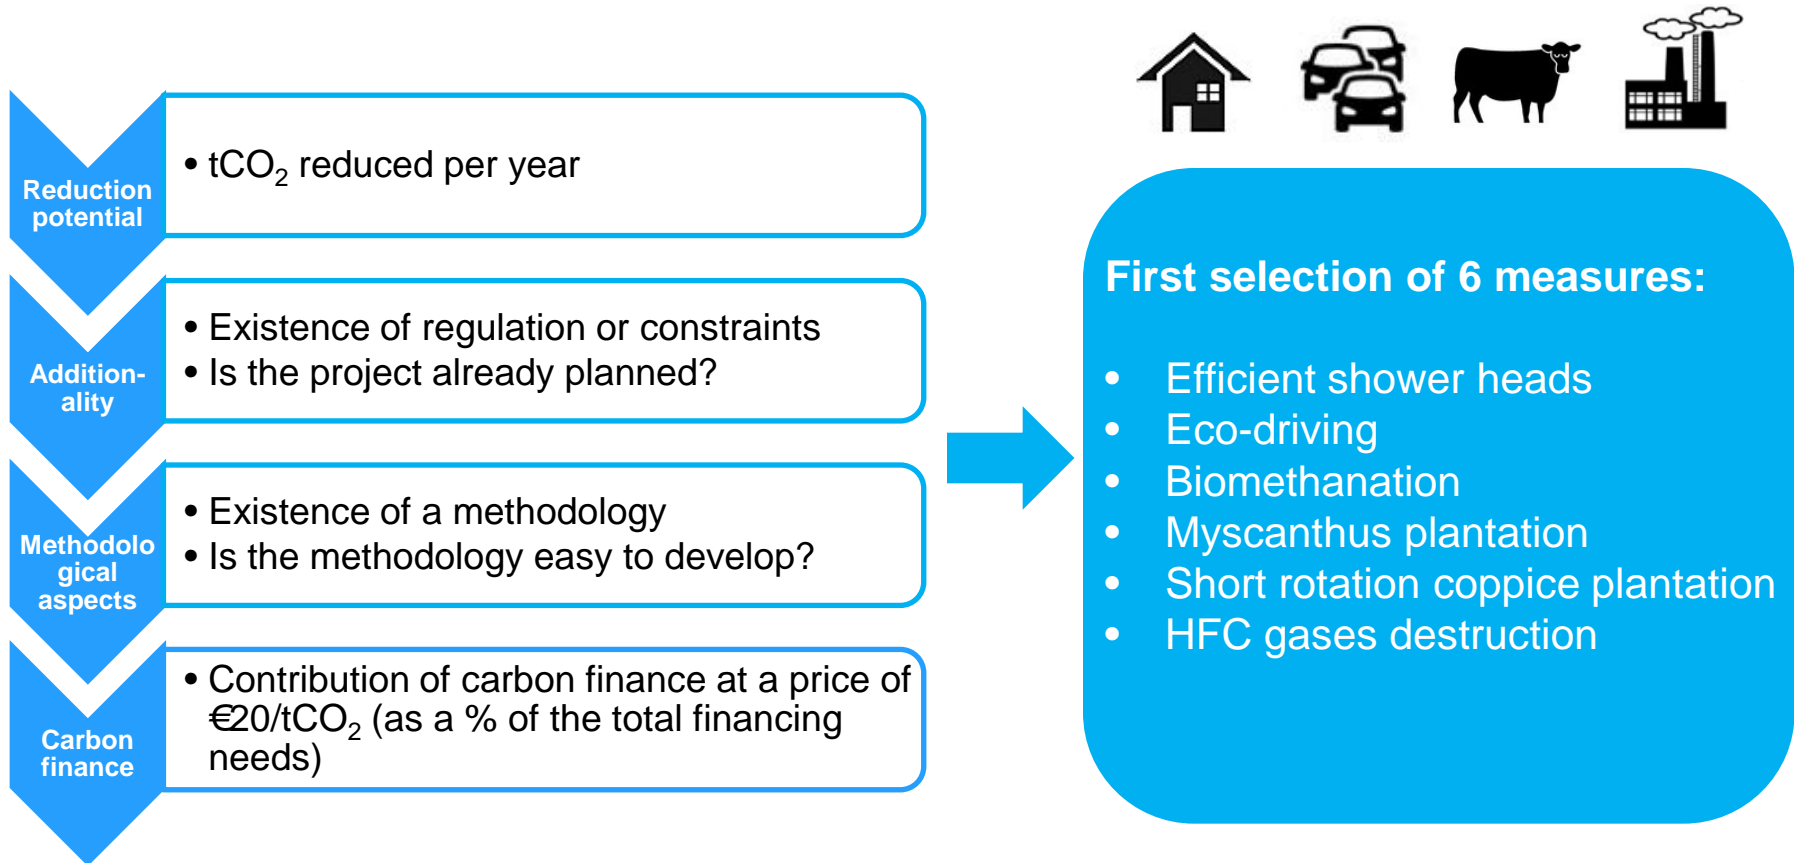 Reduction
potential
• tCO₂ reduced per year
Addition-
ality
• Existence of regulation or constraints
• Is the project already planned?
Methodolo
gical
aspects
• Existence of a methodology
• Is the methodology easy to develop?
Carbon
finance
• Contribution of carbon finance at a price of
€20/tCO₂ (as a % of the total financing
needs)
First selection of 6 measures:
• Efficient shower heads
• Eco-driving
• Biomethanation
• Myscanthus plantation
• Short rotation coppice plantation
• HFC gases destruction